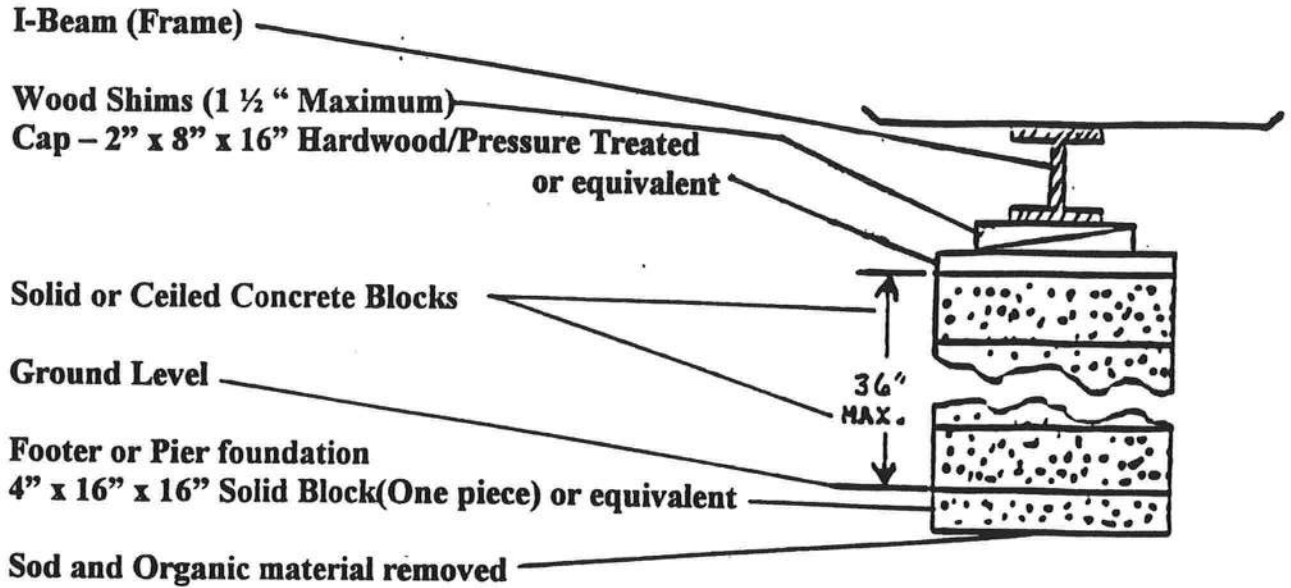 I-Beam (Frame)
Wood Shims (1 ½ “ Maximum)
Cap – 2” x 8” x 16” Hardwood/Pressure Treated
or equivalent
Solid or Ceiled Concrete Blocks
36"
MAX.
Ground Level
Footer or Pier foundation
4” x 16” x 16” Solid Block(One piece) or equivalent
Sod and Organic material removed